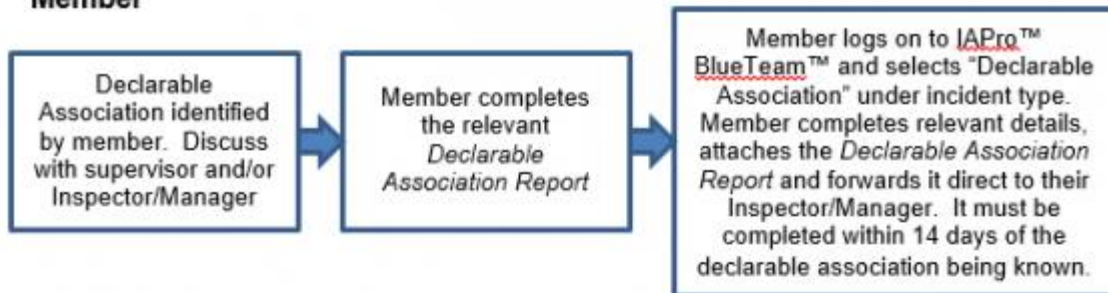 Member
Declarable
Association identified
by member. Discuss
with supervisor and/or
Inspector/Manager
Member completes
the relevant
Declarable
Association Report
Member logs on to IAPro™
BlueTeam™ and selects “Declarable
Association” under incident type.
Member completes relevant details,
attaches the Declarable Association
Report and forwards it direct to their
Inspector/Manager. It must be
completed within 14 days of the
declarable association being known.